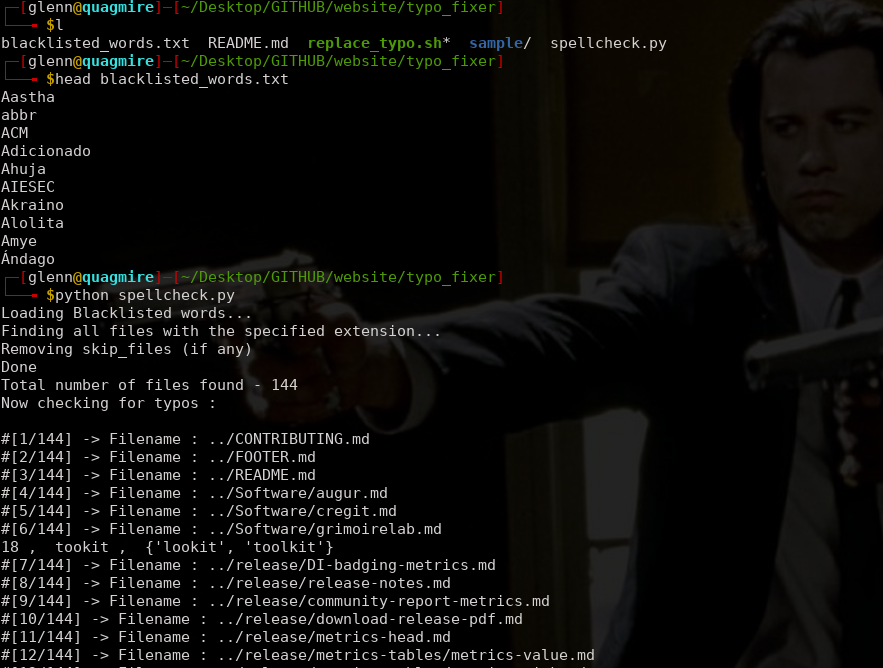 [glenn@quagmire]-[~/Desktop/GITHUB/website/typo_fixer]
$l
blacklisted_words.txt  README.md  replace_typo.sh*  sample/  spellcheck.py
[glenn@quagmire]-[~/Desktop/GITHUB/website/typo_fixer]
$head blacklisted_words.txt
Aastha
abbr
ACM
Adicionado
Ahuja
AIESEC
Akraino
Alolita
Amye
Ándago
[glenn@quagmire]-[~/Desktop/GITHUB/website/typo_fixer]
$python spellcheck.py
Loading Blacklisted words...
Finding all files with the specified extension...
Removing skip_files (if any)
Done
Total number of files found - 144
Now checking for typos :
#[1/144] -> Filename : ../CONTRIBUTING.md
#[2/144] -> Filename : ../FOOTER.md
#[3/144] -> Filename : ../README.md
#[4/144] -> Filename : ../Software/augur.md
#[5/144] -> Filename : ../Software/cregit.md
#[6/144] -> Filename : ../Software/grimoirelab.md
18 ,  tookit ,  {'lookit', 'toolkit'}
#[7/144] -> Filename : ../release/DI-badging-metrics.md
#[8/144] -> Filename : ../release/release-notes.md
#[9/144] -> Filename : ../release/community-report-metrics.md
#[10/144] -> Filename : ../release/download-release-pdf.md
#[11/144] -> Filename : ../release/metrics-head.md
#[12/144] -> Filename : ../release/metrics-tables/metrics-value.md